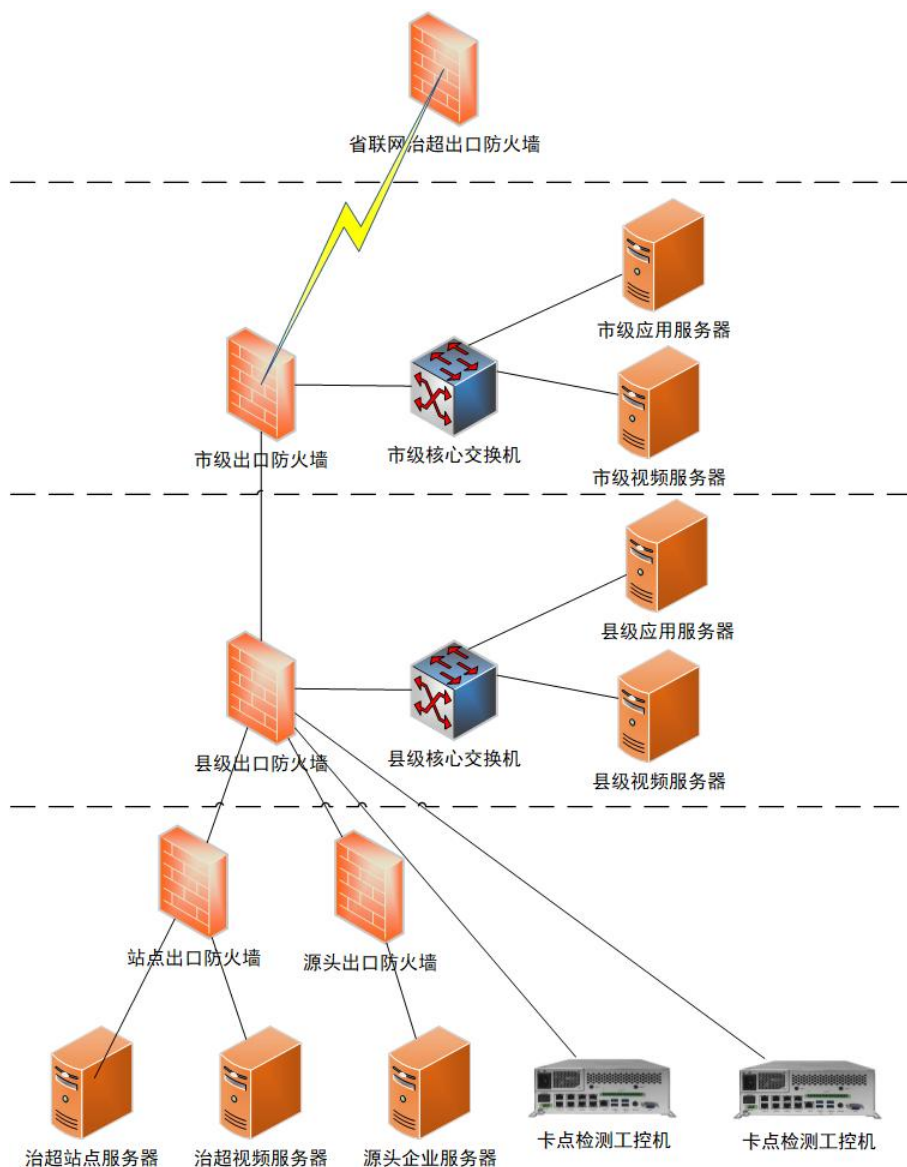 省联网治超出口防火墙
市级应用服务器
市级出口防火墙
市级核心交换机
市级视频服务器
县级应用服务器
县级出口防火墙
县级核心交换机
县级视频服务器
站点出口防火墙
源头出口防火墙
治超站点服务器
治超视频服务器
源头企业服务器
卡点检测工控机
卡点检测工控机